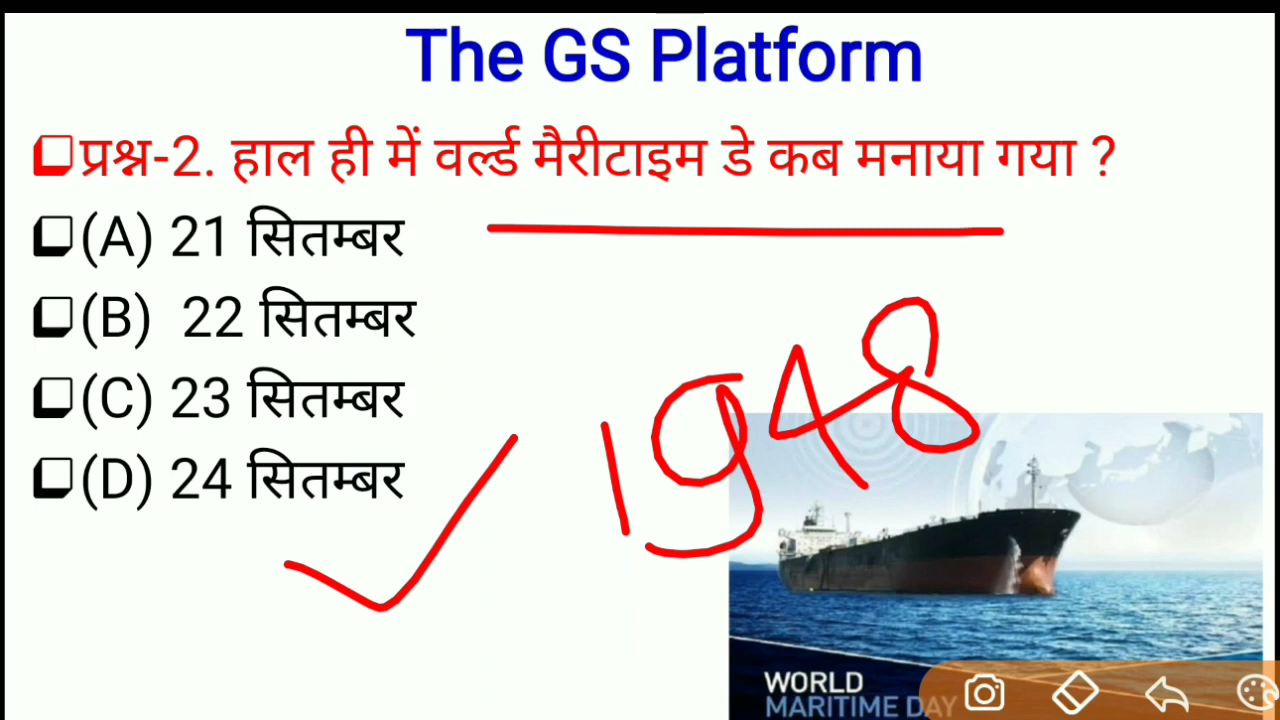 The GS Platform
प्रश्न-2. हाल ही में वर्ल्ड मैरीटाइम डे कब मनाया गया ?
(A) 21 सितम्बर
(B) 22 सितम्बर
(C) 23 सितम्बर
(D) 24 सितम्बर
1948
WORLD
MARITIME DAY